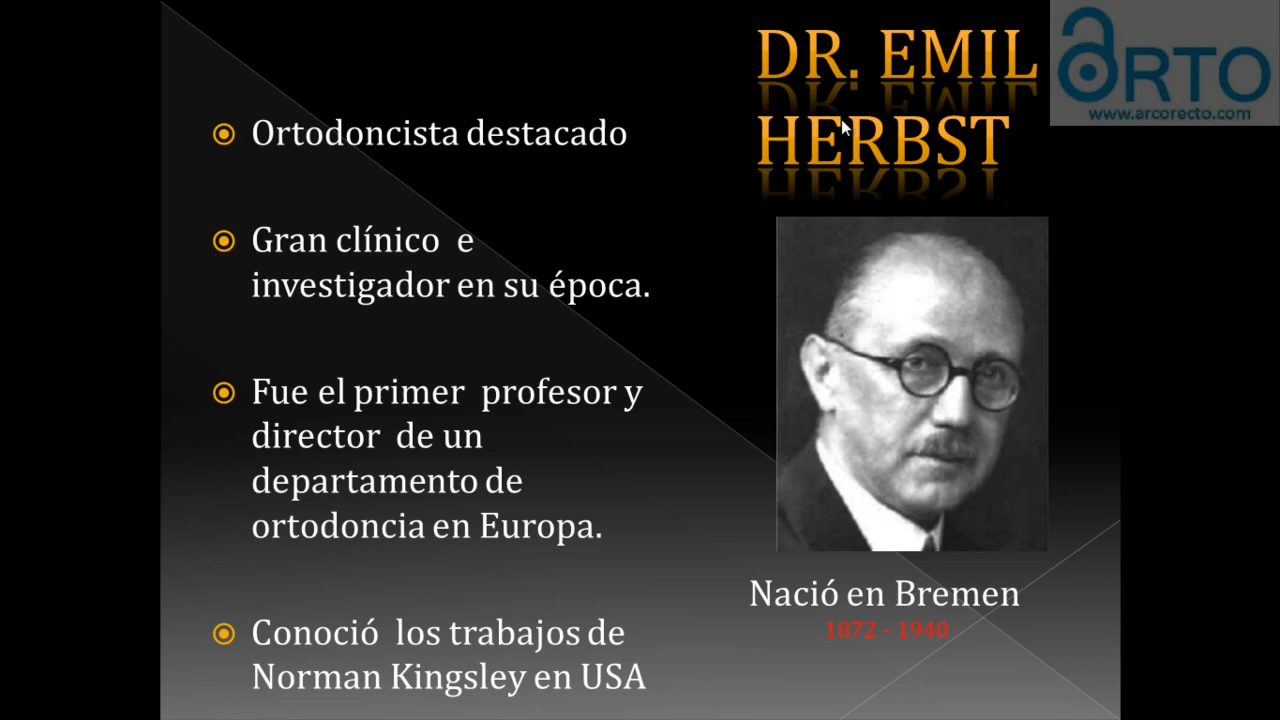 DR. EMIL
HERBST
ARTO
www.arcorecto.com
Ortodoncista destacado
Gran clínico e
investigador en su época.
Fue el primer profesor y
director de un
departamento de
ortodoncia en Europa.
Conoció los trabajos de
Norman Kingsley en USA
Nació en Bremen
1872 - 1940